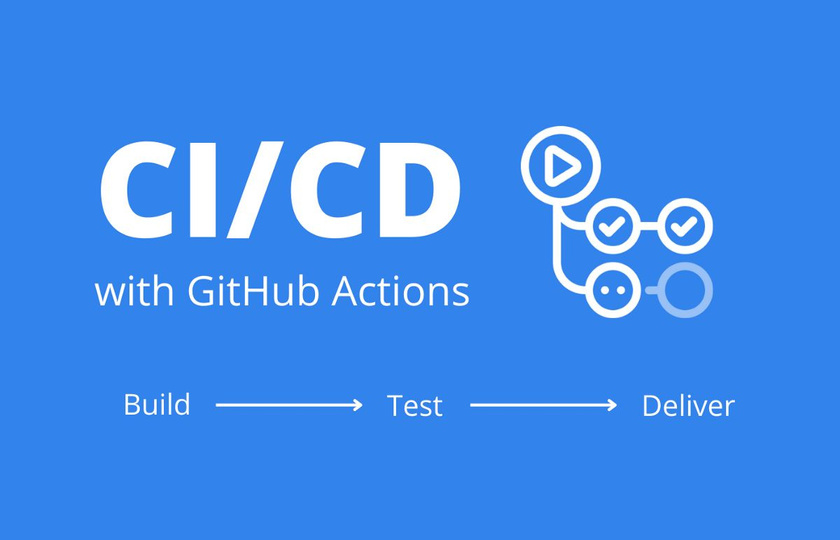 CI/CD
with GitHub Actions
Build Test Deliver